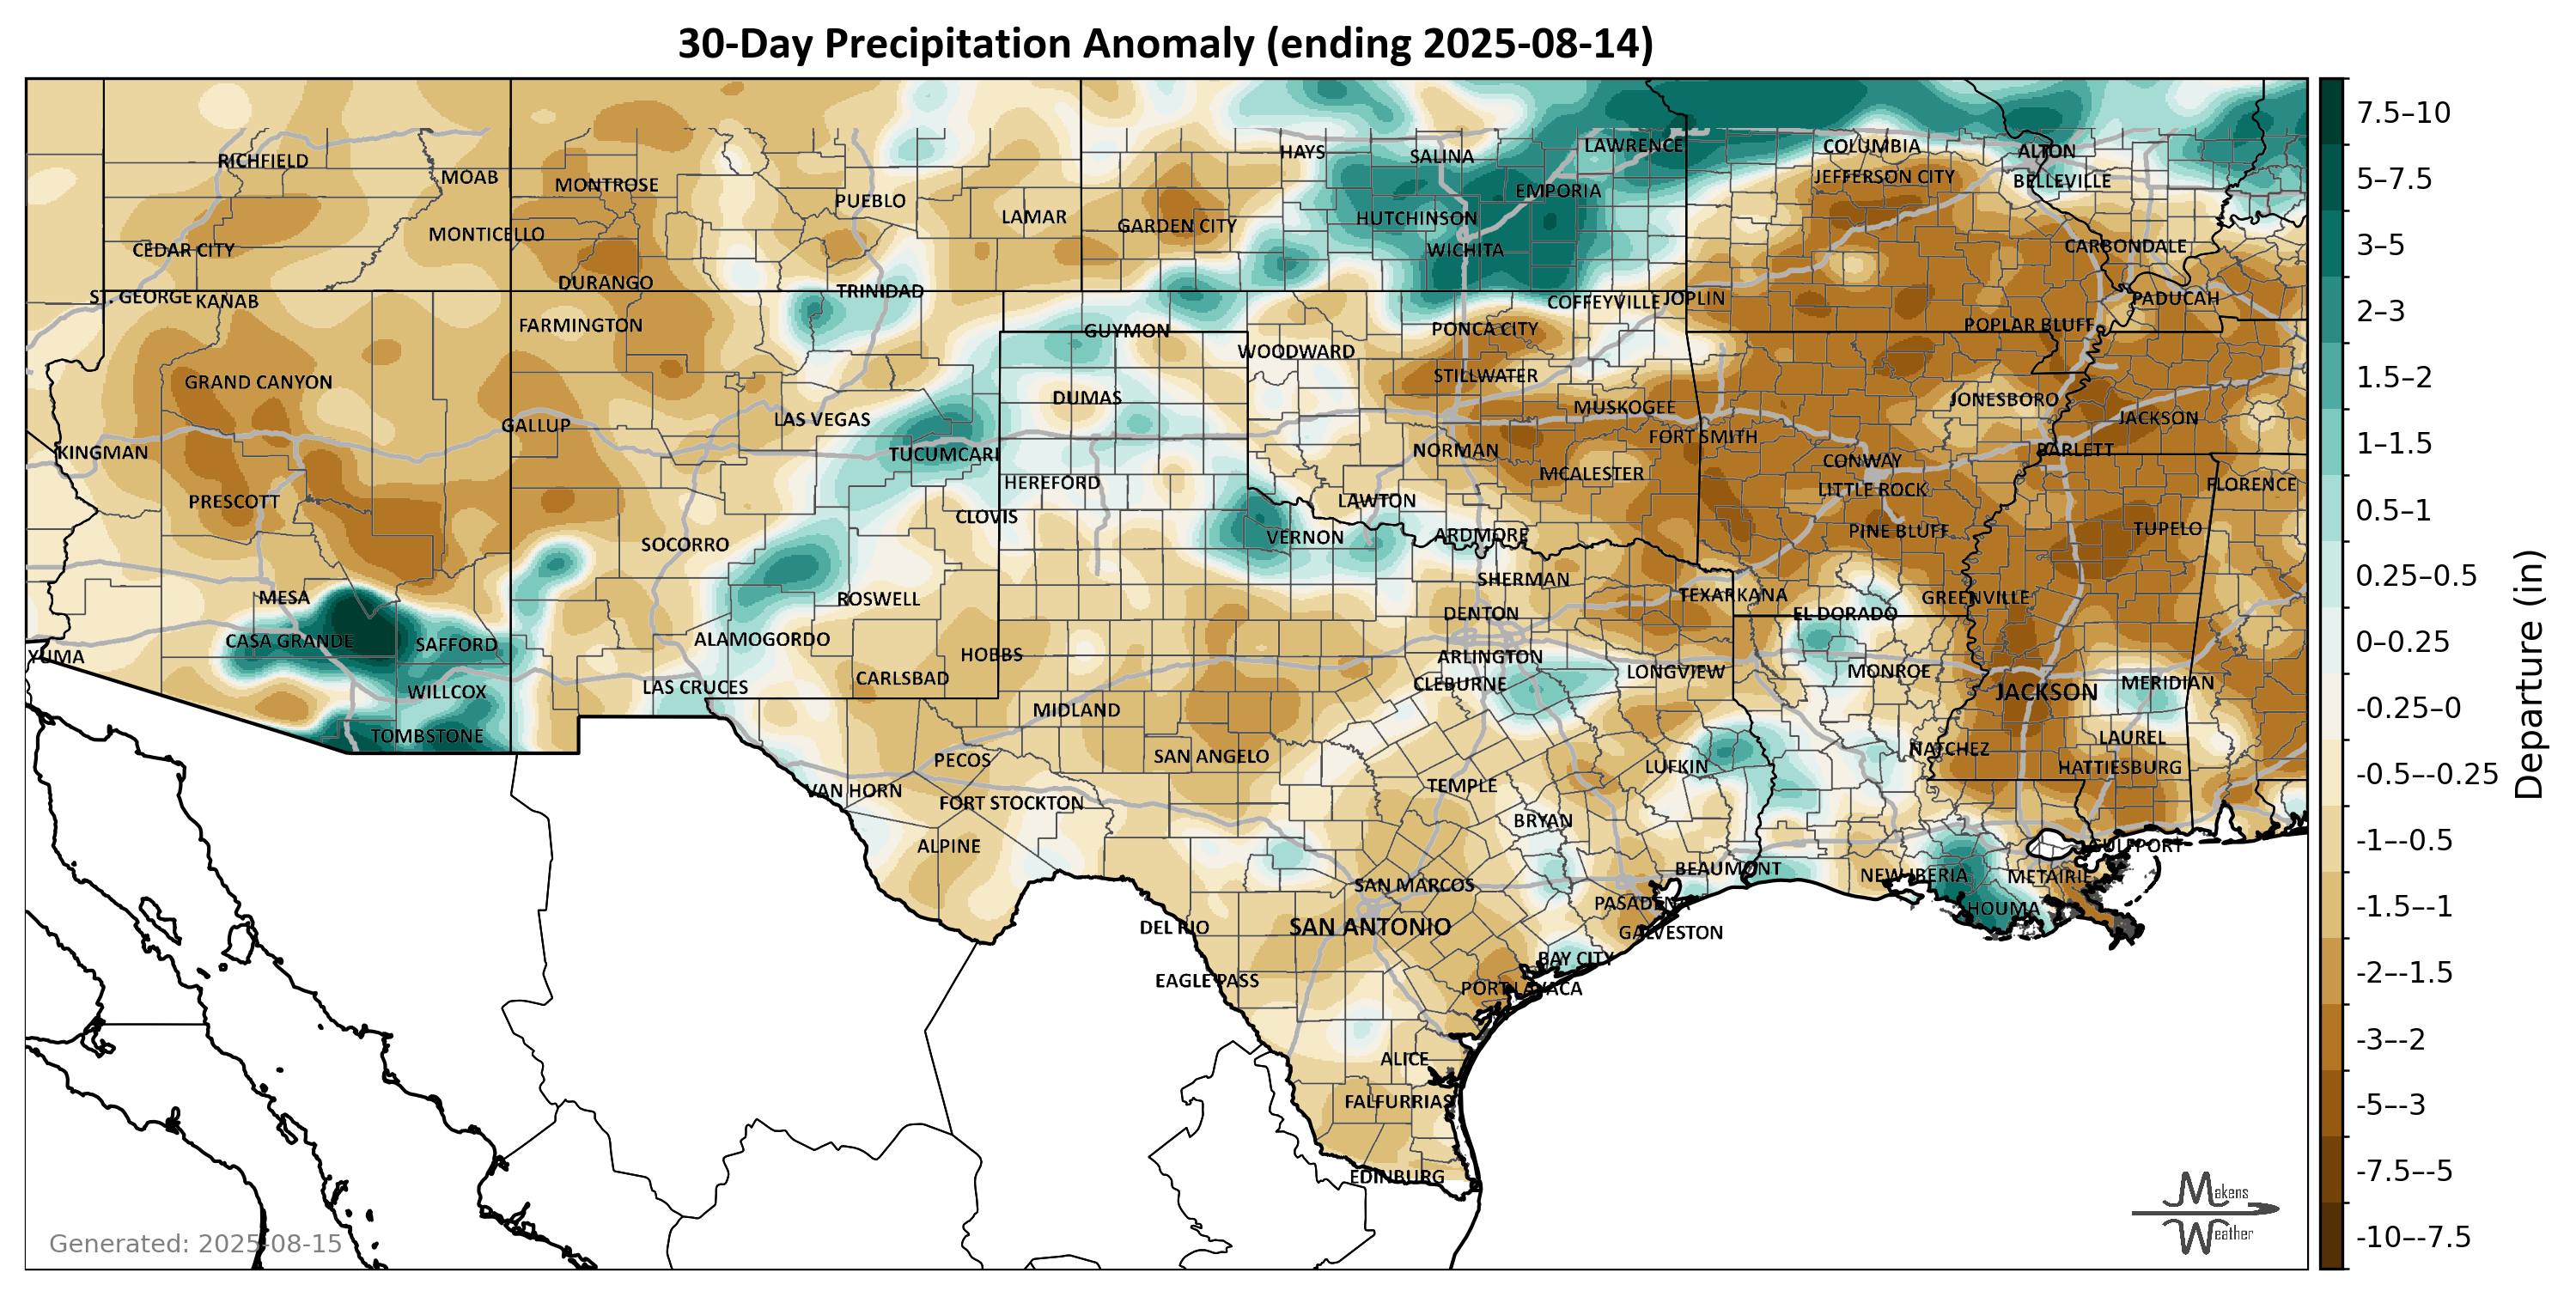 30-Day Precipitation Anomaly (ending 2025-08-14)
HAYS
SALINA
LAWRENCE
COLUMBIA
ALTON
RICHFIELD
MOAB
MONTROSE
PUEBLO
LAMAR
GARDEN CITY
EMPORIA
JEFFERSON CITY
BELLEVILLE
HUTCHINSON
MONTICELLO
CEDAR CITY
WICHITA
CARBONDALE
DURANGO
TRINIDAD
ST. GEORGE
KANAB
COFFEYVILLE
JOPLIN
PADUCAH
FARMINGTON
GUYMON
PONCA CITY
POPLAR BLUFF
WOODWARD
GRAND CANYON
STILLWATER
DUMAS
MUSKOGEE
JONESBORO
GALLUP
LAS VEGAS
JACKSON
FORT SMITH
KINGMAN
TUCUMCARI
NORMAN
BARLETT
CONWAY
MCALESTER
HEREFORD
LITTLE ROCK
FLORENCE
PRESCOTT
LAWTON
CLOVIS
PINE BLUFF
TUPELO
SOCORRO
VERNON
ARDMORE
SHERMAN
MESA
ROSWELL
TEXARKANA
GREENVILLE
DENTON
EL DORADO
CASA GRANDE
SAFFORD
ALAMOGORDO
YUMA
HOBBS
ARLINGTON
LONGVIEW
MONROE
CARLSBAD
CLEBURNE
LAS CRUCES
WILLCOX
JACKSON
MERIDIAN
MIDLAND
TOMBSTONE
LAUREL
NATCHEZ
PECOS
SAN ANGELO
LUFKIN
HATTIESBURG
TEMPLE
VAN HORN
FORT STOCKTON
BRYAN
ALPINE
GULFPORT
BEAUMONT
NEW IBERIA
METAIRIE
SAN MARCOS
PASADENA
HOUMA
DEL RIO
SAN ANTONIO
GALVESTON
BAY CITY
EAGLE PASS
PORT LAVACA
ALICE
FALFURRIAS
EDINBURG
Generated: 2025-08-15
Makens
Weather
7.5–10
5–7.5
3–5
2–3
1.5–2
1–1.5
0.5–1
0.25–0.5
0–0.25
-0.25–0
-0.5–-0.25
-1–-0.5
-1.5–-1
-2–-1.5
-3–-2
-5–-3
-7.5–-5
-10–-7.5
Departure (in)